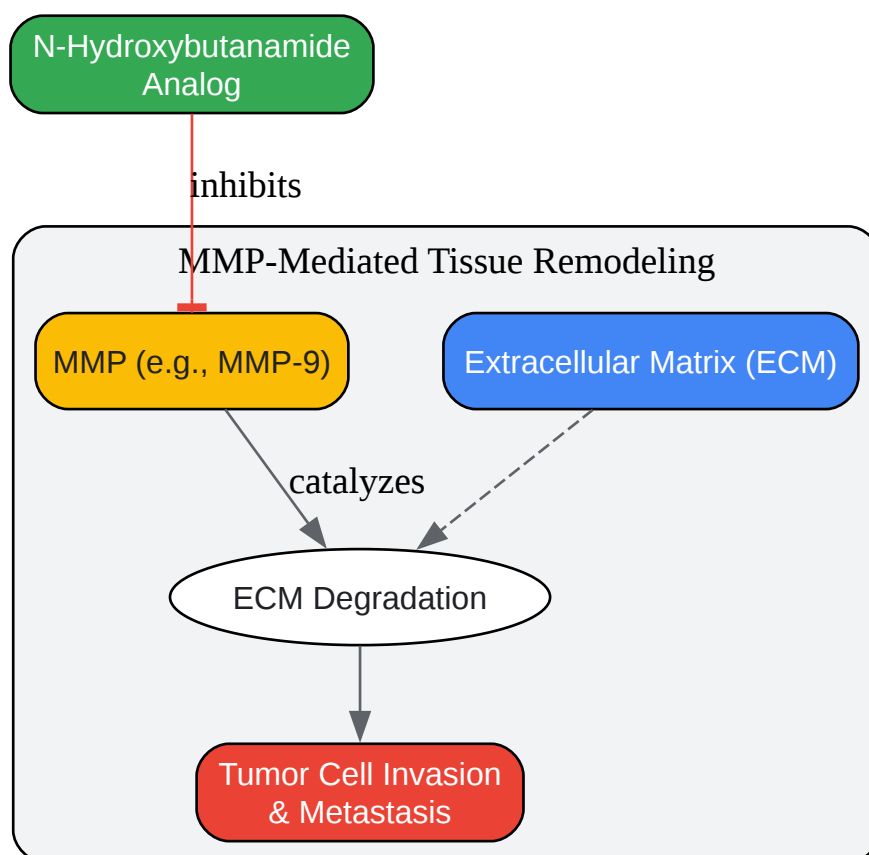 N-Hydroxybutanamide
Analog
inhibits
MMP-Mediated Tissue Remodeling
MMP (e.g., MMP-9)
Extracellular Matrix (ECM)
catalyzes
ECM Degradation
Tumor Cell Invasion
& Metastasis